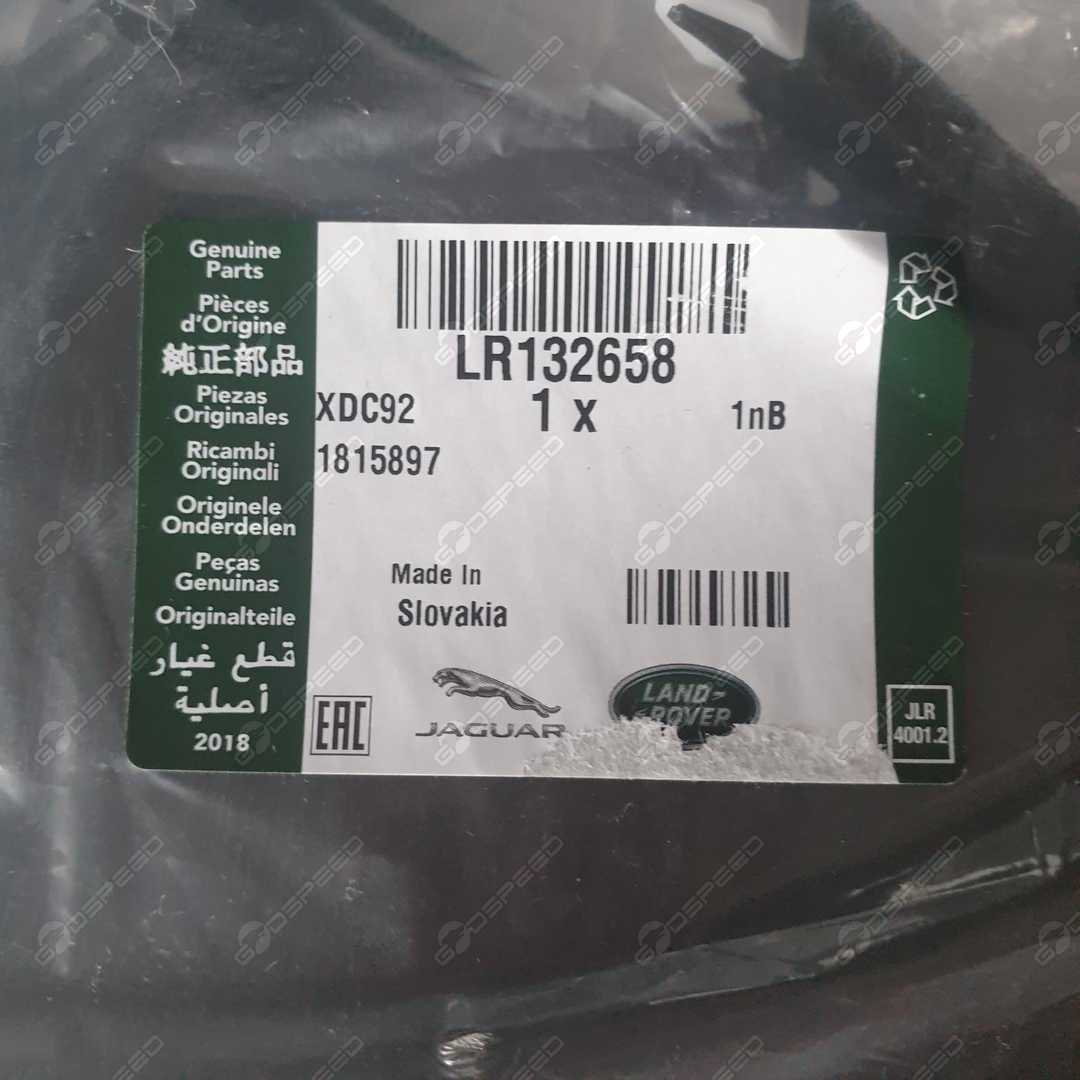 Genuine
Parts
Pièces
d'Origine
純正部品
Piezas
Originales
Ricambi
Originali
Originele
Onderdelen
Peças
Genuinas
Originalteile
قطع غيار
أصلية
2018
LR132658
XDC92
1 x
1nB
1815897
Made In
Slovakia
EAC
JAGUAR
LAND-
ROVER
JLR
4001.2
GODSPEED